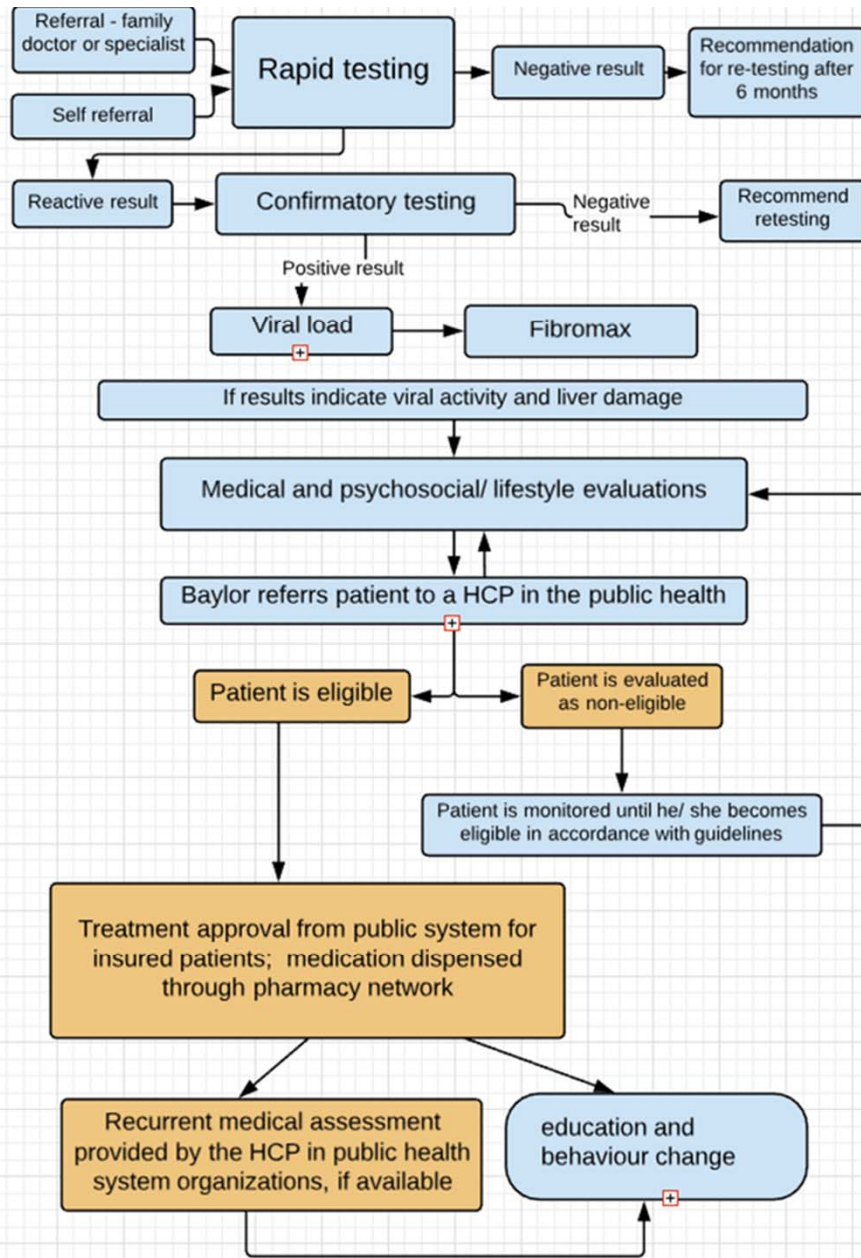 Referral - family
doctor or specialist
Self referral
Rapid testing
Negative result
Recommendation
for re-testing after
6 months
Reactive result
Confirmatory testing
Negative
result
Recommend
retesting
Positive result
Viral load
Fibromax
If results indicate viral activity and liver damage
Medical and psychosocial/ lifestyle evaluations
Baylor referrs patient to a HCP in the public health
Patient is eligible
Patient is evaluated
as non-eligible
Patient is monitored until he/ she becomes
eligible in accordance with guidelines
Treatment approval from public system for
insured patients; medication dispensed
through pharmacy network
Recurrent medical assessment
provided by the HCP in public health
system organizations, if available
education and
behaviour change